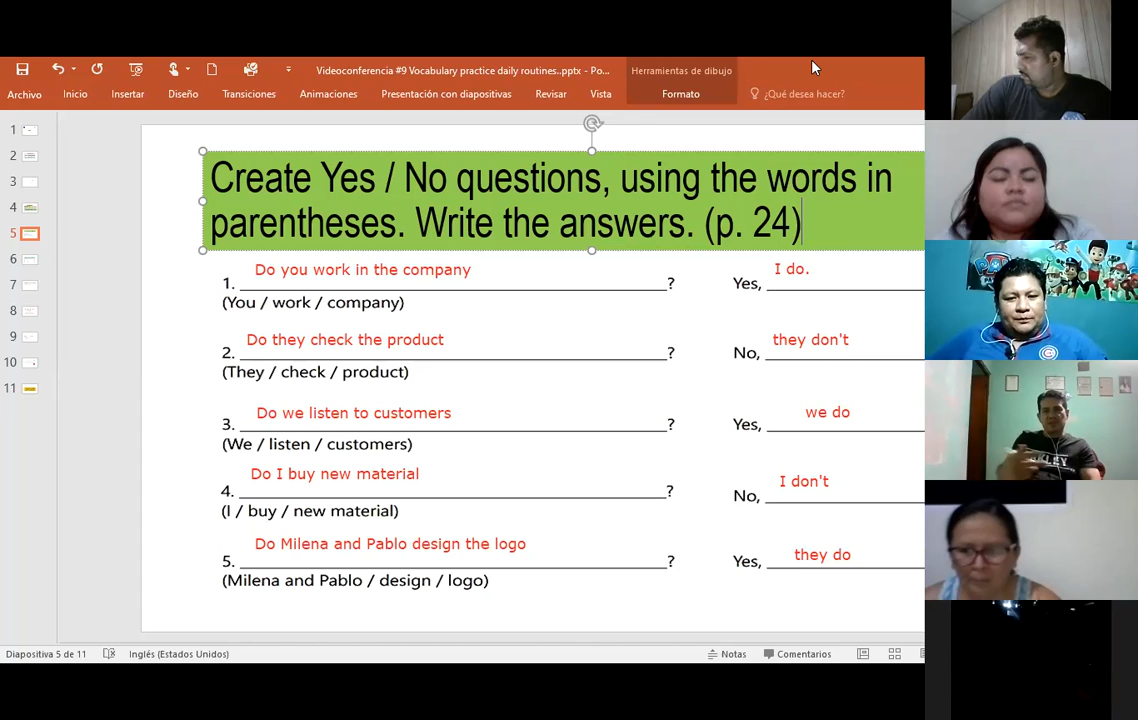 Videoconferencia #9 Vocabulary practice daily routines..pptx - Po...
Herramientas de dibujo
Archivo
Inicio
Insertar
Diseño
Transiciones
Animaciones
Presentación con diapositivas
Revisar
Vista
Formato
¿Qué desea hacer?
1
2
3
4
5
6
7
8
9
10
11
Create Yes / No questions, using the words in
parentheses. Write the answers. (p. 24)
Do you work in the company
I do.
1. ? Yes,
(You / work / company)
Do they check the product
they don't
2. ? No,
(They / check / product)
Do we listen to customers
we do
3. ? Yes,
(We / listen / customers)
Do I buy new material
I don't
4. ? No,
(I / buy / new material)
Do Milena and Pablo design the logo
they do
5. ? Yes,
(Milena and Pablo / design / logo)
Diapositiva 5 de 11
Inglés (Estados Unidos)
Notas
Comentarios